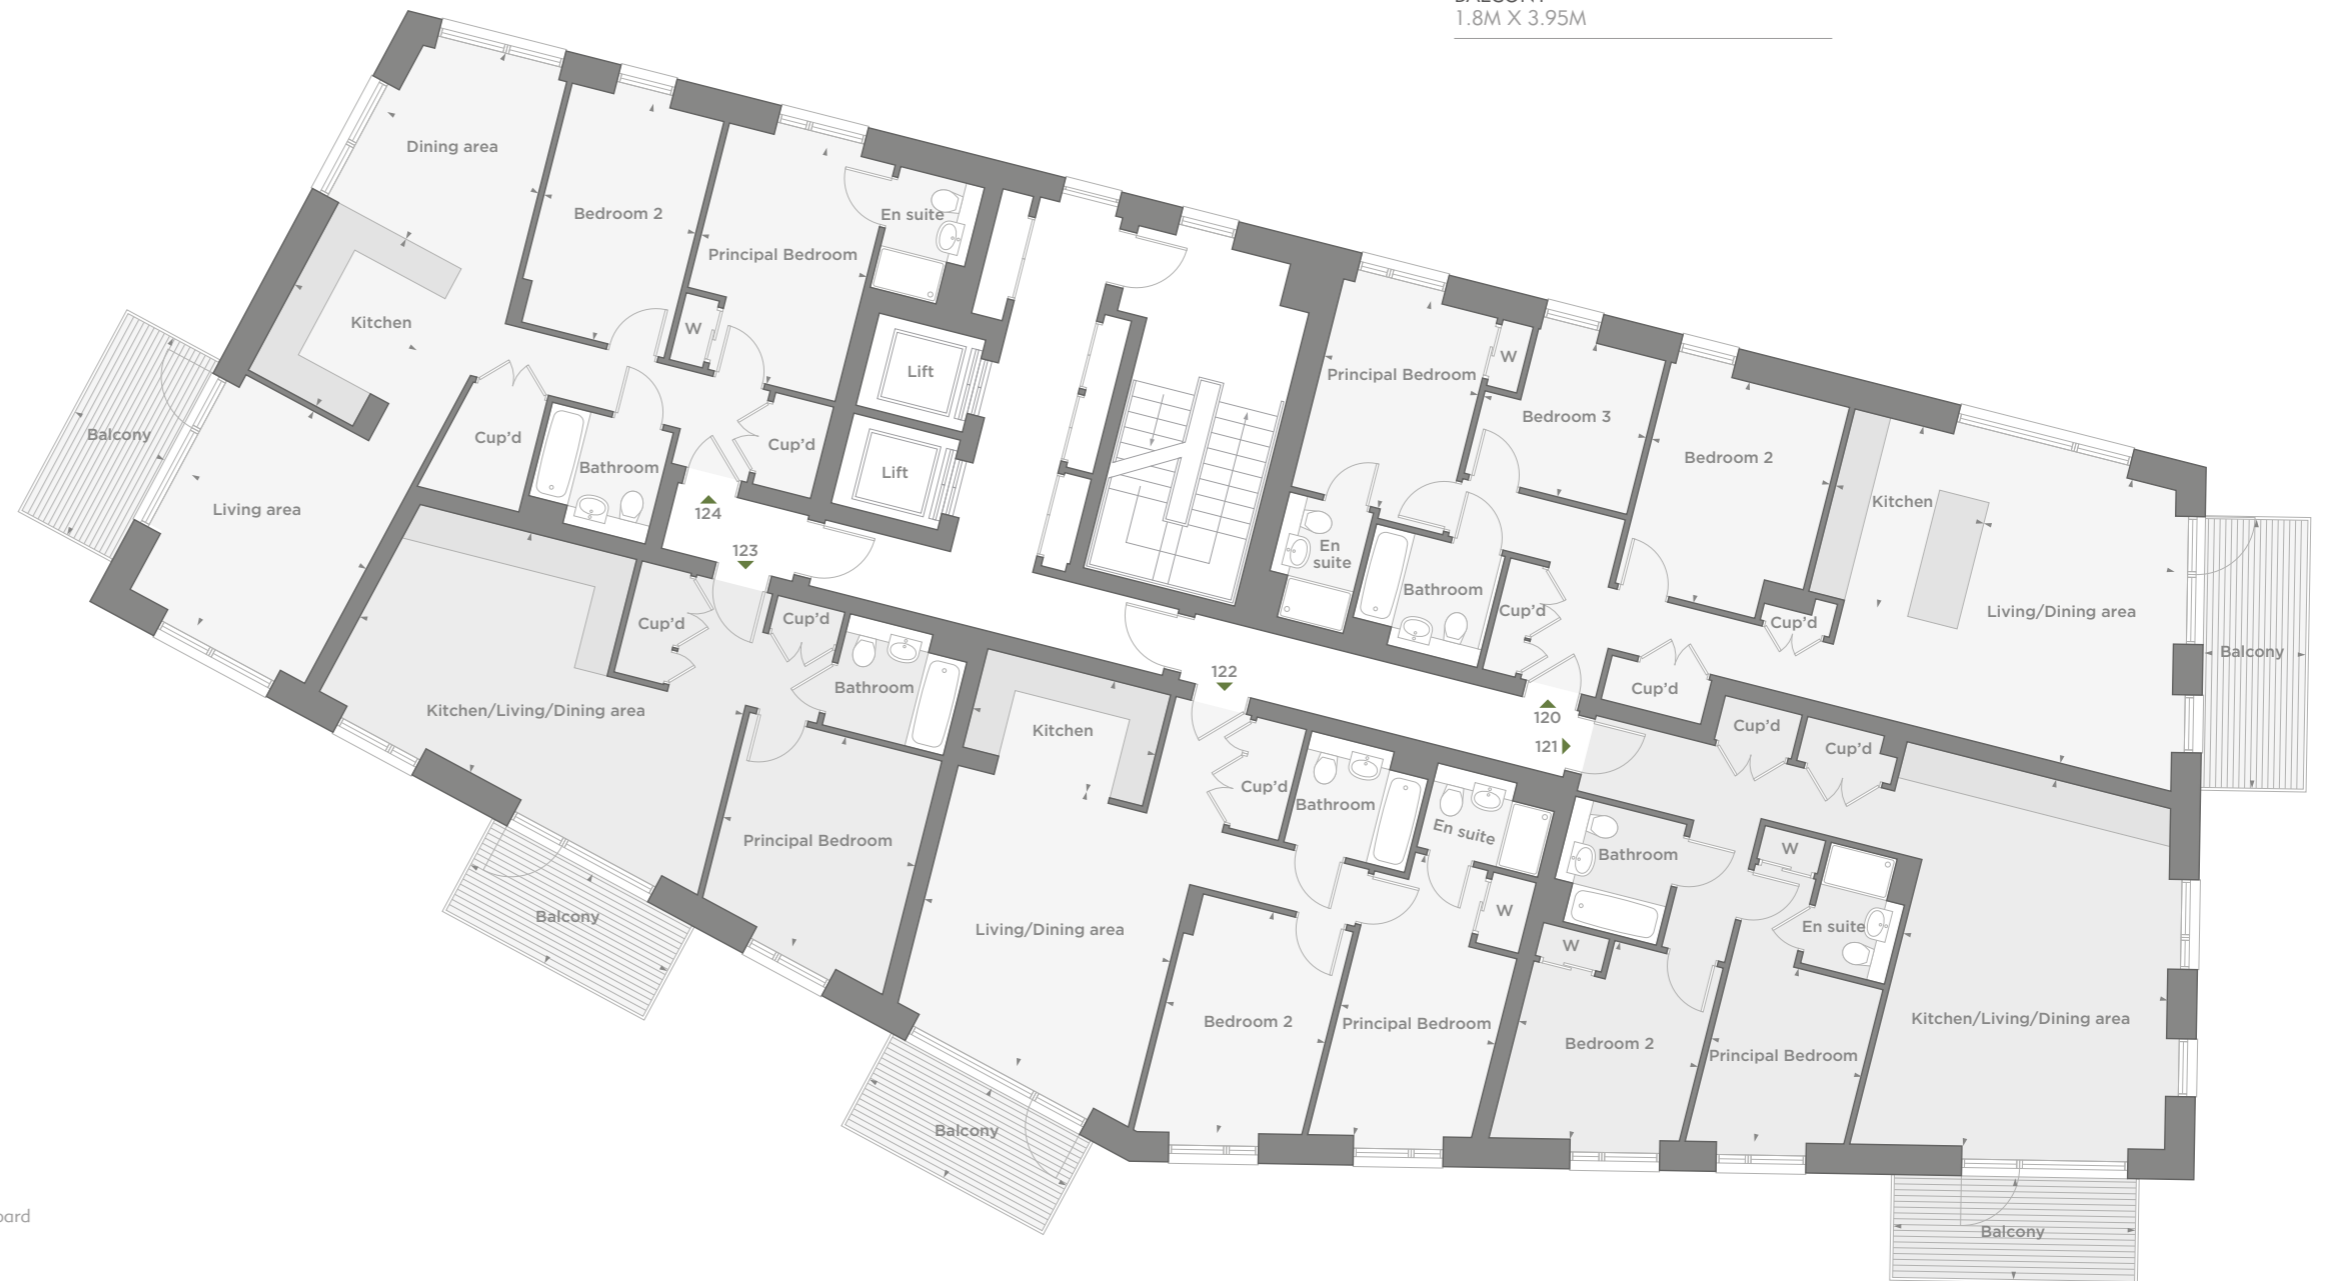 BALCONY
1.8M X 3.95M
Dining area
Bedroom 2
Principal Bedroom
En suite
W
Kitchen
Lift
Lift
Balcony
Living area
Cup'd
Bathroom
Cup'd
124
123
Principal Bedroom
W
Bedroom 3
Bedroom 2
Kitchen
Living/Dining area
Balcony
En
suite
Bathroom
Cup'd
Cup'd
Cup'd
122
120
121
Cup'd
Cup'd
Bathroom
Kitchen/Living/Dining area
Principal Bedroom
Balcony
Kitchen
Living/Dining area
Balcony
Cup'd
Bathroom
En suite
W
Bedroom 2
Principal Bedroom
Cup'd
Cup'd
Bathroom
W
W
En suite
Bedroom 2
Principal Bedroom
Kitchen/Living/Dining area
Balcony
oard